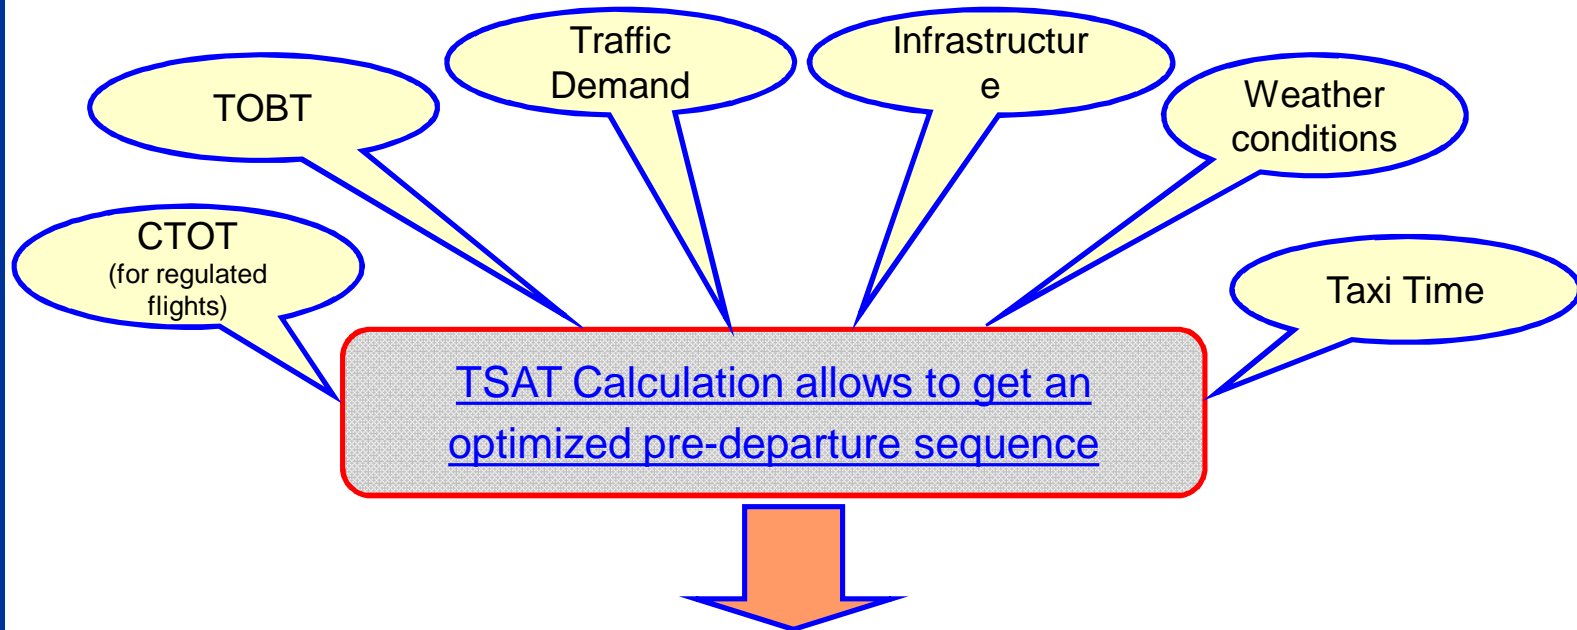 Traffic
Demand
Infrastructur
e
TOBT
Weather
conditions
CTOT
(for regulated
flights)
Taxi Time
TSAT Calculation allows to get an
optimized pre-departure sequence